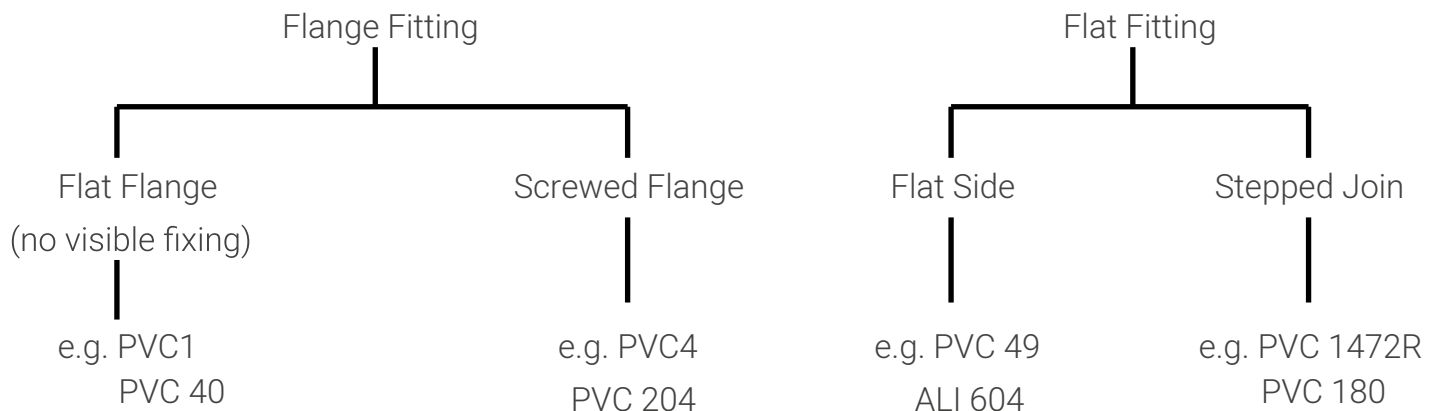 Flange Fitting
Flat Fitting
Flat Flange
(no visible fixing)
Screwed Flange
Flat Side
Stepped Join
e.g. PVC1
PVC 40
e.g. PVC4
PVC 204
e.g. PVC 49
ALI 604
e.g. PVC 1472R
PVC 180